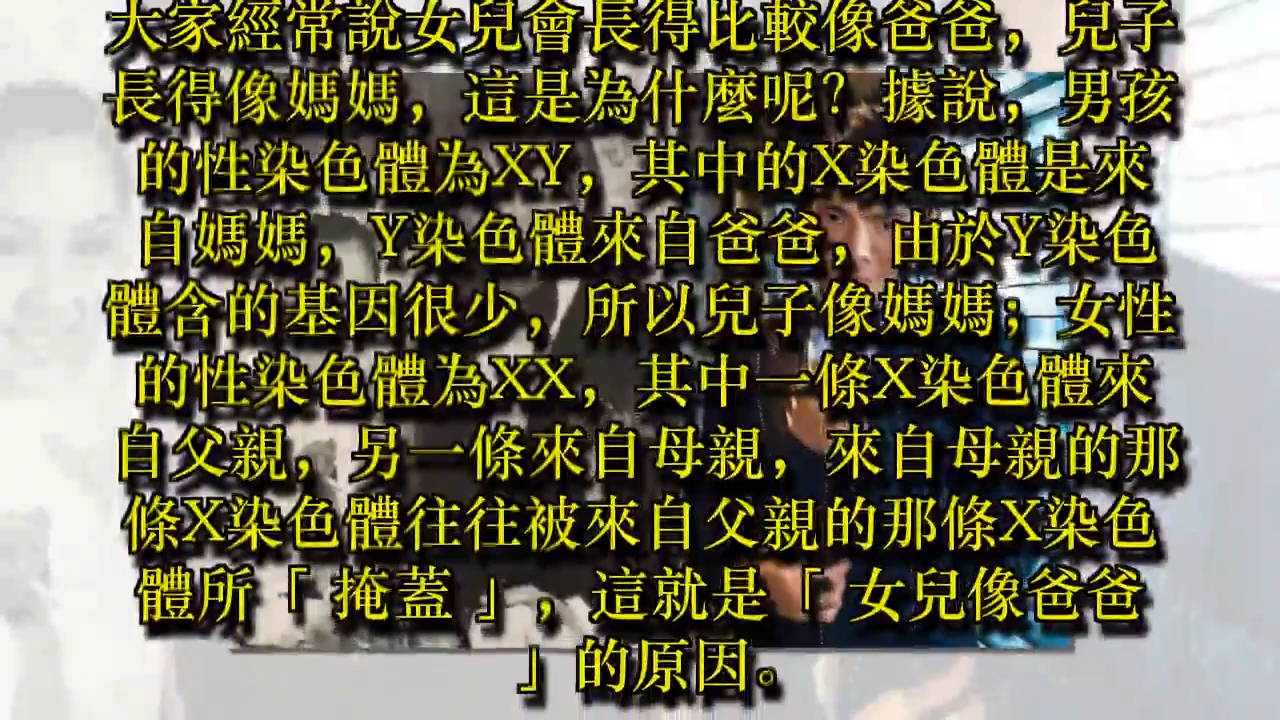 大家經常說女兒會長得比較像爸爸，兒子
長得像媽媽，這是為什麼呢？據說，男孩
的性染色體為XY，其中的X染色體是來
自媽媽，Y染色體來自爸爸，由於Y染色
體含的基因很少，所以兒子像媽媽；女性
的性染色體為XX，其中一條X染色體來
自父親，另一條來自母親，來自母親的那
條X染色體往往被來自父親的那條X染色
體所「 掩蓋 」，這就是「 女兒像爸爸
」的原因。